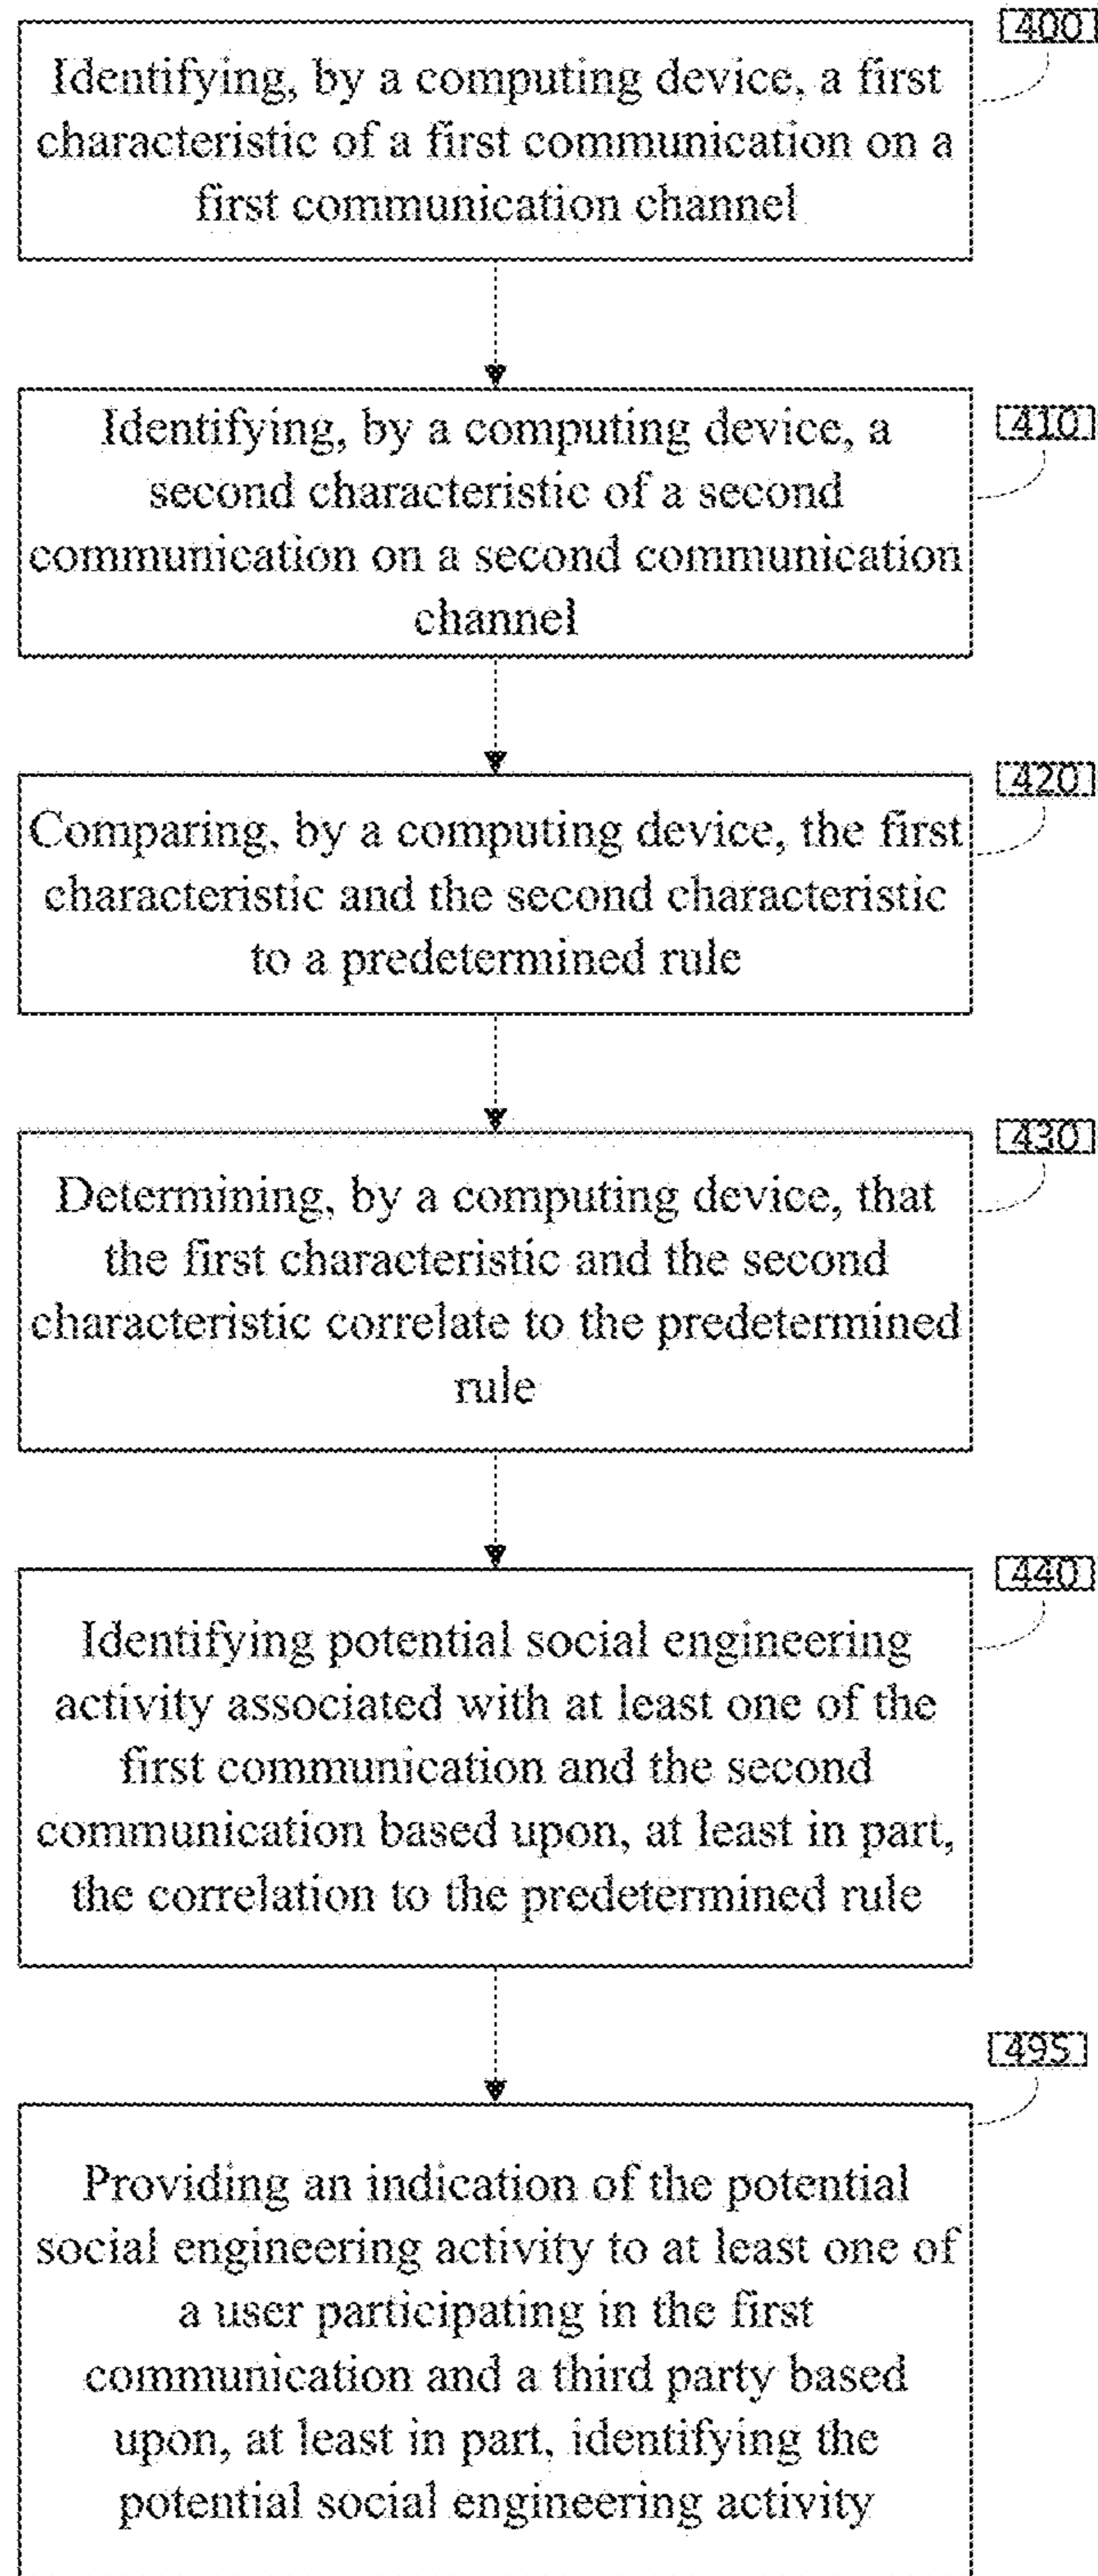 400
Identifying, by a computing device, a first
characteristic of a first communication on a
first communication channel
410
Identifying, by a computing device, a
second characteristic of a second
communication on a second communication
channel
420
Comparing, by a computing device, the first
characteristic and the second characteristic
to a predetermined rule
430
Determining, by a computing device, that
the first characteristic and the second
characteristic correlate to the predetermined
rule
440
Identifying potential social engineering
activity associated with at least one of the
first communication and the second
communication based upon, at least in part,
the correlation to the predetermined rule
495
Providing an indication of the potential
social engineering activity to at least one of
a user participating in the first
communication and a third party based
upon, at least in part, identifying the
potential social engineering activity